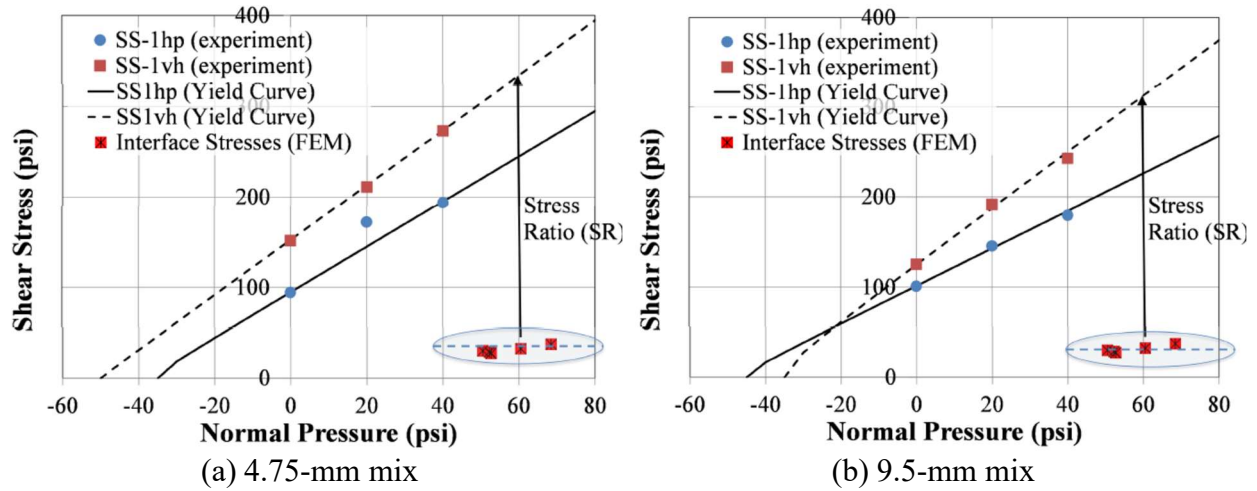 400
SS-1hp (experiment)
SS-1vh (experiment)
SS1hp (Yield Curve)
SS1vh (Yield Curve)
Interface Stresses (FEM)
300
200
100
0
Shear Stress (psi)
Stress
Ratio (SR)
-60 -40 -20 0 20 40 60 80
Normal Pressure (psi)
(a) 4.75-mm mix
400
SS-1hp (experiment)
SS-1vh (experiment)
SS-1hp (Yield Curve)
SS-1vh (Yield Curve)
Interface Stresses (FEM)
300
200
100
0
Shear Stress (psi)
Stress
Ratio (SR)
-60 -40 -20 0 20 40 60 80
Normal Pressure (psi)
(b) 9.5-mm mix